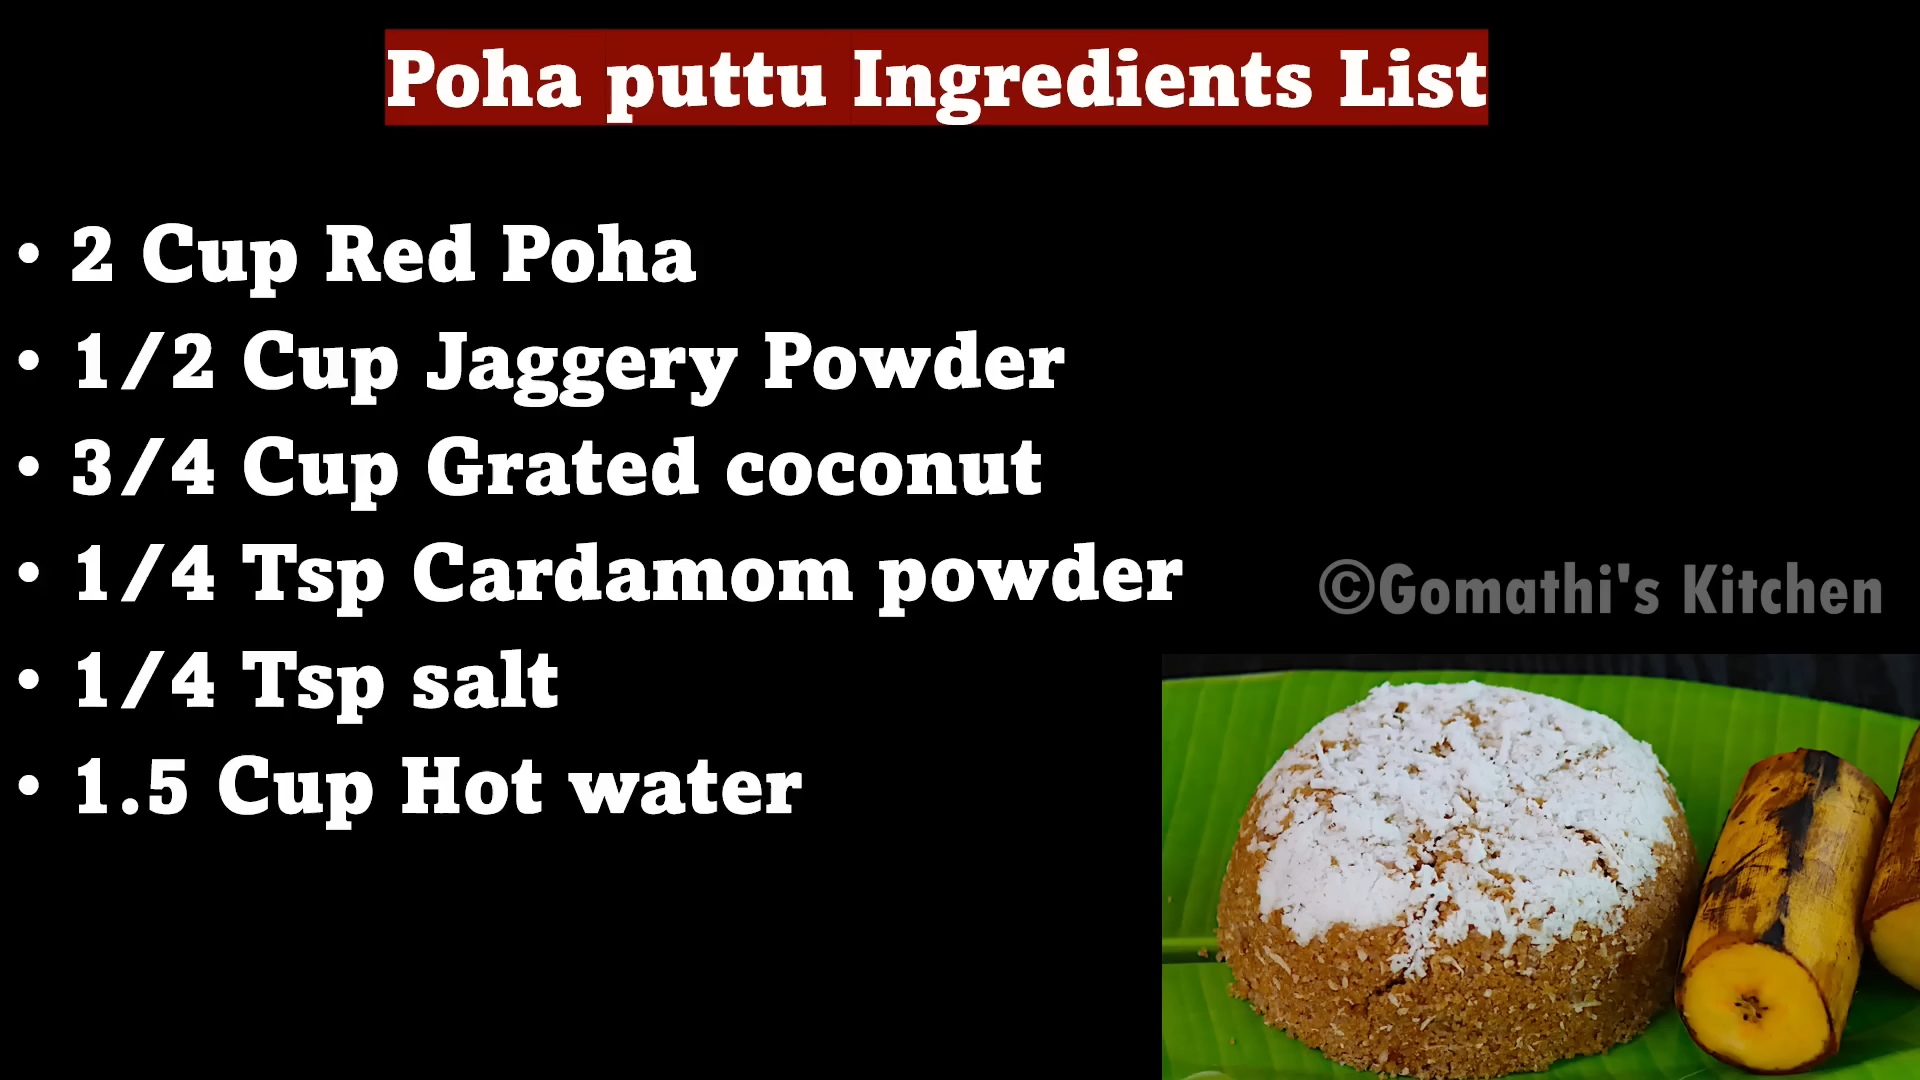 Poha puttu Ingredients List
• 2 Cup Red Poha
• 1/2 Cup Jaggery Powder
• 3/4 Cup Grated coconut
• 1/4 Tsp Cardamom powder
©Gomathi's Kitchen
• 1/4 Tsp salt
• 1.5 Cup Hot water